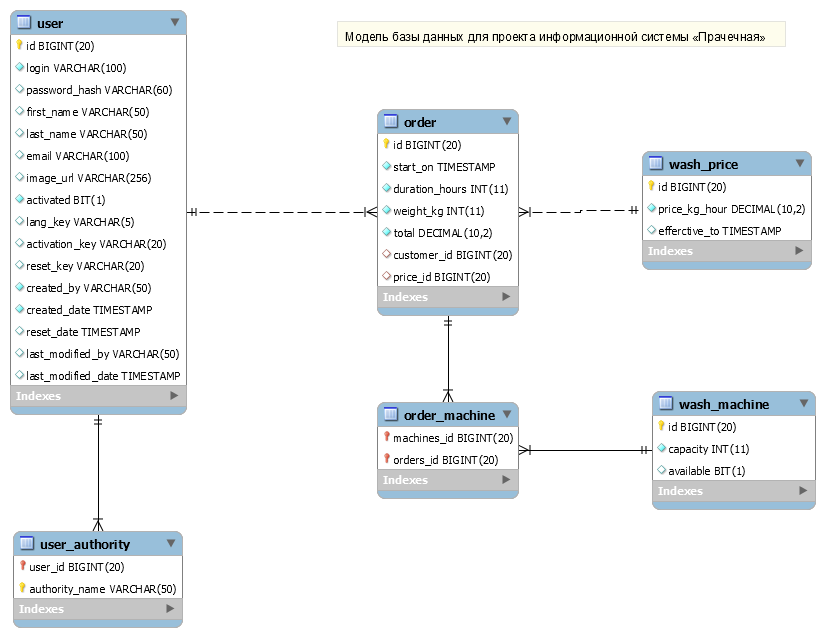 user
id BIGINT(20)
login VARCHAR(100)
password_hash VARCHAR(60)
first_name VARCHAR(50)
last_name VARCHAR(50)
email VARCHAR(100)
image_url VARCHAR(256)
activated BIT(1)
lang_key VARCHAR(5)
activation_key VARCHAR(20)
reset_key VARCHAR(20)
created_by VARCHAR(50)
created_date TIMESTAMP
reset_date TIMESTAMP
last_modified_by VARCHAR(50)
last_modified_date TIMESTAMP
Indexes
Модель базы данных для проекта информационной системы «Прачечная»
order
id BIGINT(20)
start_on TIMESTAMP
duration_hours INT(11)
weight_kg INT(11)
total DECIMAL(10,2)
customer_id BIGINT(20)
price_id BIGINT(20)
Indexes
wash_price
id BIGINT(20)
price_kg_hour DECIMAL(10,2)
efferctive_to TIMESTAMP
Indexes
order_machine
machines_id BIGINT(20)
orders_id BIGINT(20)
Indexes
wash_machine
id BIGINT(20)
capacity INT(11)
available BIT(1)
Indexes
user_authority
user_id BIGINT(20)
authority_name VARCHAR(50)
Indexes